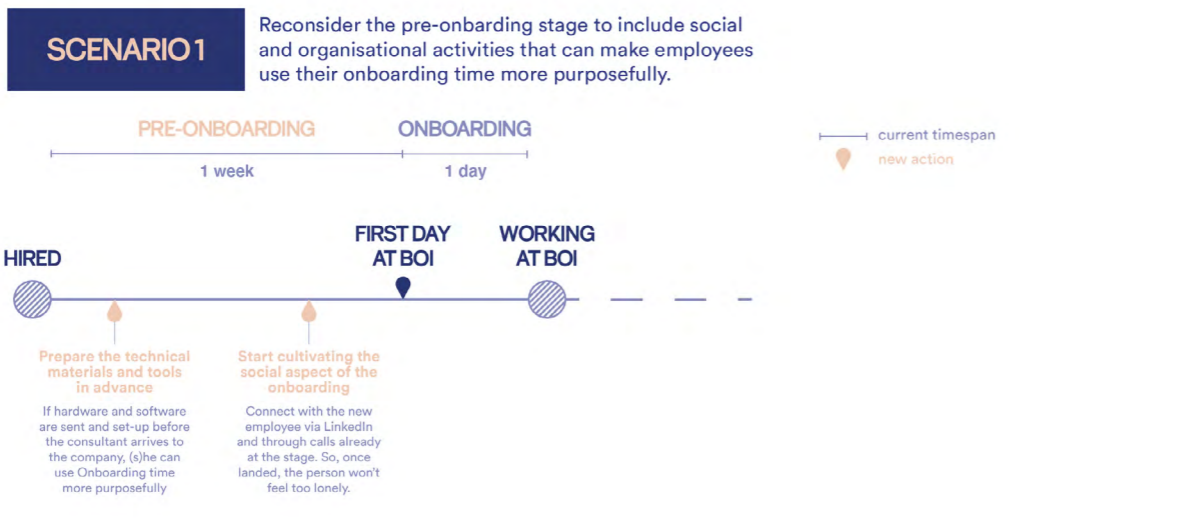 SCENARIO 1
Reconsider the pre-onbarding stage to include social
and organisational activities that can make employees
use their onboarding time more purposefully.
PRE-ONBOARDING
ONBOARDING
1 week
1 day
current timespan
new action
HIRED
FIRST DAY
AT BOI
WORKING
AT BOI
Prepare the technical
materials and tools
in advance
If hardware and software
are sent and set-up before
the consultant arrives to
the company, (s)he can
use Onboarding time
more purposefully
Start cultivating the
social aspect of the
onboarding
Connect with the new
employee via LinkedIn
and through calls already
at the stage. So, once
landed, the person won't
feel too lonely.